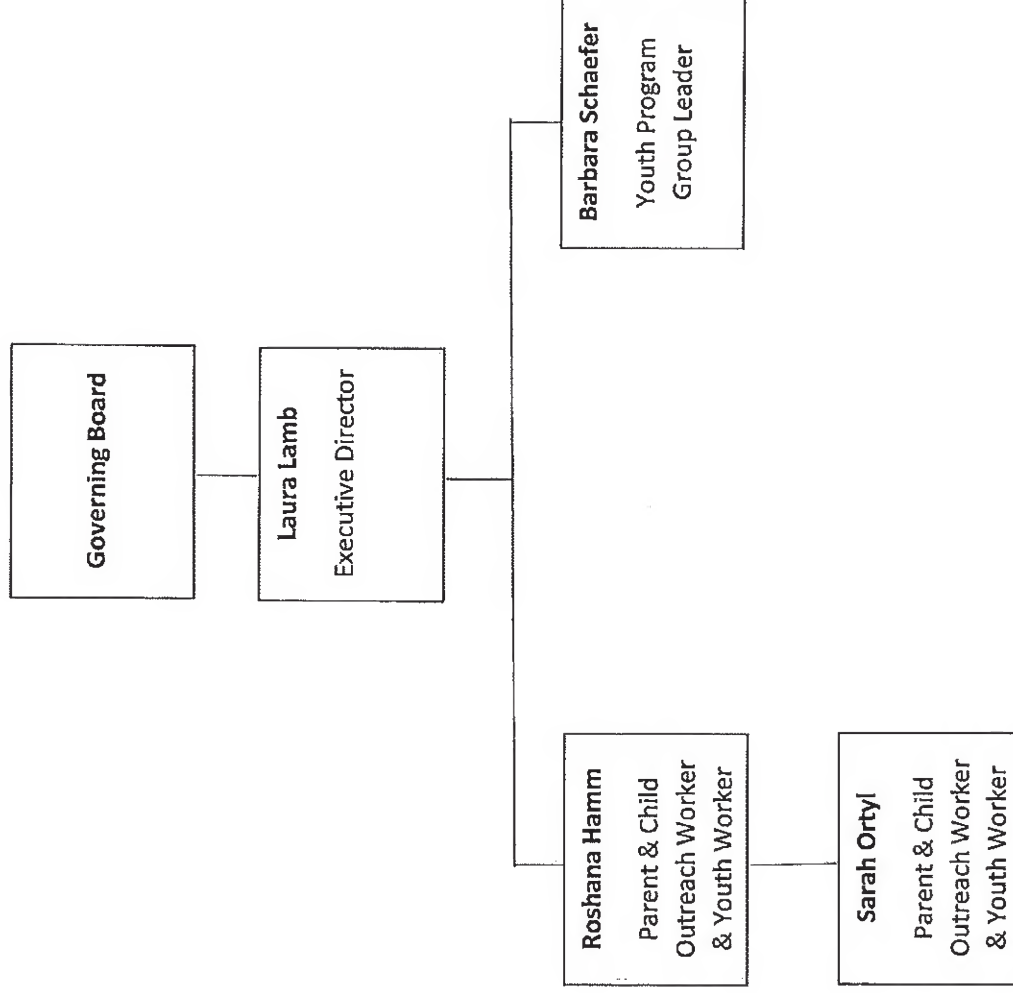 Governing Board
Laura Lamb
Executive Director
Roshana Hamm
Parent & Child
Outreach Worker
& Youth Worker
Barbara Schaefer
Youth Program
Group Leader
Sarah Ortyl
Parent & Child
Outreach Worker
& Youth Worker